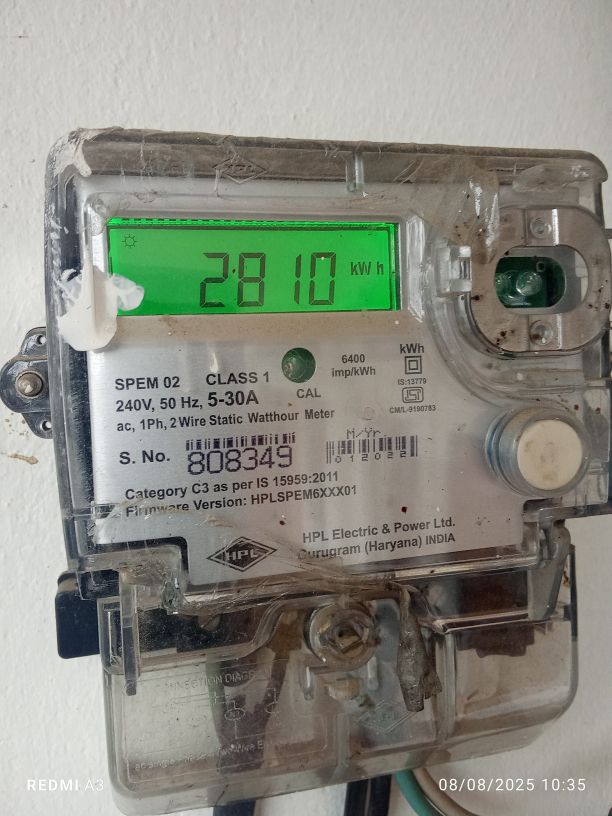 HPL
2810 kWh
6400
imp/kWh
kWh
IS:13779
CM/L-9190783
SPEM 02 CLASS 1
CAL
240V, 50 Hz, 5-30A
ac, 1Ph, 2 Wire Static Watthour Meter
M/Yr
S. No. 808349
012022
Category C3 as per IS 15959:2011
Firmware Version: HPLSPEM6XXX01
HPL Electric & Power Ltd.
Gurugram (Haryana) INDIA
HPL
HPL
REDMI A3
08/08/2025 10:35